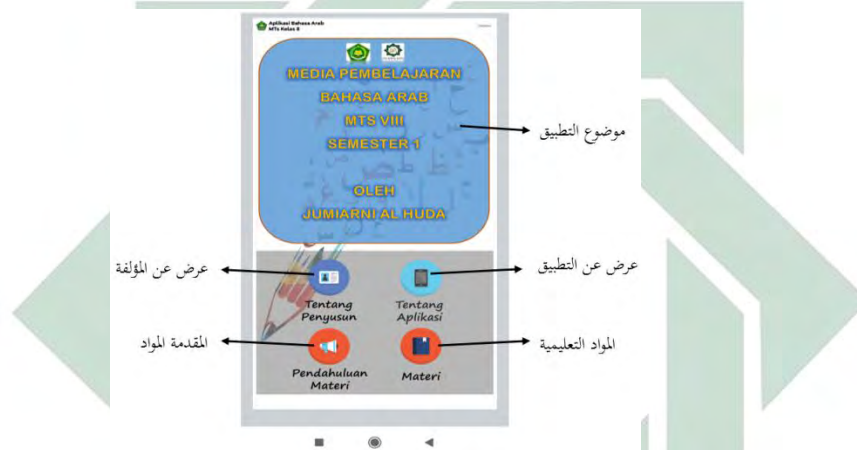 Aplikasi Bahasa Arab
MTs Kelas 8
MEDIA PEMBELAJARAN
BAHASA ARAB
MTS VIII
SEMESTER 1
OLEH
JUMIARNI AL HUDA
موضوع التطبيق
عرض عن المؤلفة
Tentang
Penyusun
Tentang
Aplikasi
عرض عن التطبيق
المقدمة المواد
Pendahuluan
Materi
Materi
المواد التعليمية